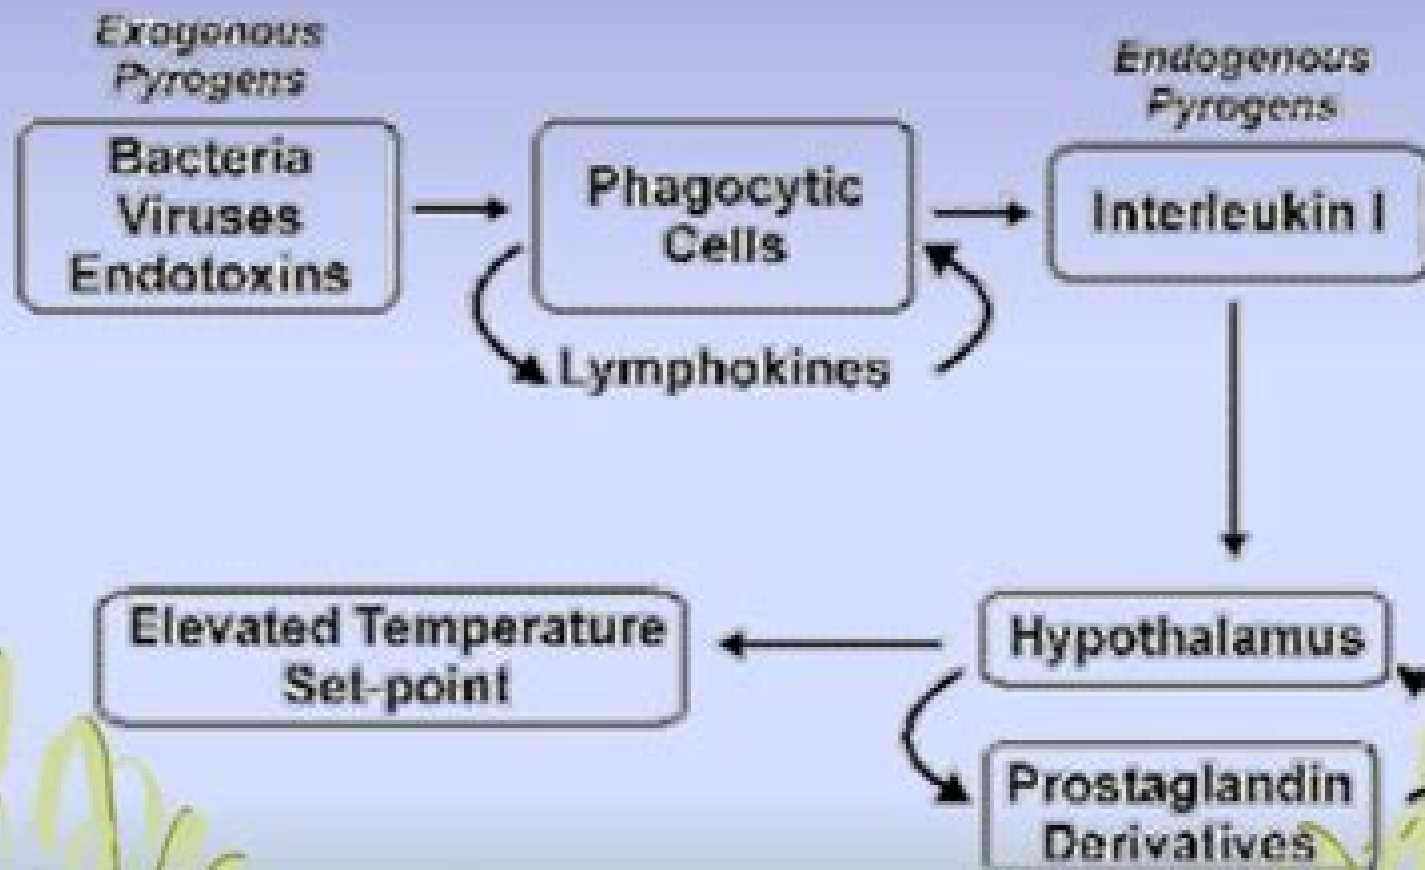 Exogenous
Pyrogens
Bacteria
Viruses
Endotoxins
Phagocytic
Cells
Lymphokines
Endogenous
Pyrogens
Interleukin I
Hypothalamus
Prostaglandin
Derivatives
Elevated Temperature
Set-point